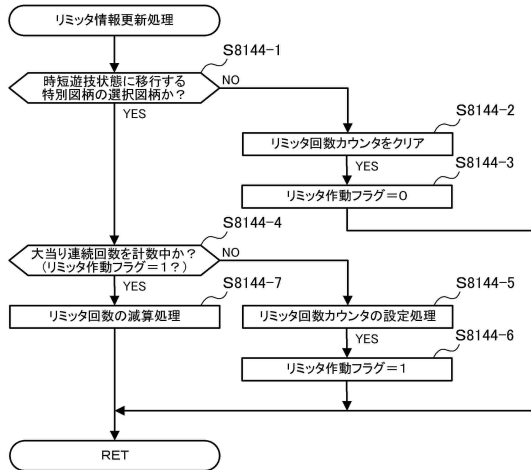 リミッタ情報更新処理
S8144-1
時短遊技状態に移行する
特別図柄の選択図柄か?
NO
YES
S8144-2
リミッタ回数カウンタをクリア
YES
S8144-3
リミッタ作動フラグ=0
S8144-4
大当り連続回数を計数中か?
(リミッタ作動フラグ=1?)
NO
YES
S8144-7
リミッタ回数の減算処理
S8144-5
リミッタ回数カウンタの設定処理
YES
S8144-6
リミッタ作動フラグ=1
RET